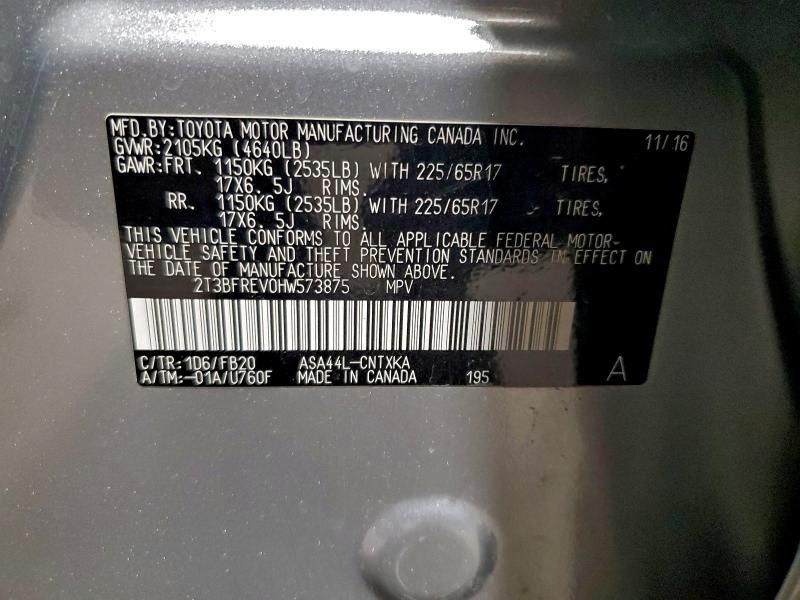 MFD.BY:TOYOTA MOTOR MANUFACTURING CANADA INC. 11/16
GVWR:2105KG (4640LB)
GAWR:FRT. 1150KG (2535LB) WITH 225/65R17 TIRES,
17X6.5J RIMS.
RR. 1150KG (2535LB) WITH 225/65R17 TIRES,
17X6.5J RIMS.
THIS VEHICLE CONFORMS TO ALL APPLICABLE FEDERAL MOTOR-
VEHICLE SAFETY AND THEFT PREVENTION STANDARDS IN EFFECT ON
THE DATE OF MANUFACTURE SHOWN ABOVE.
2T3BFREV0HW573875 MPV
C/TR:1D6/FB20 ASA44L-CNTXKA
A/TM:-01A/U760F MADE IN CANADA 195 A